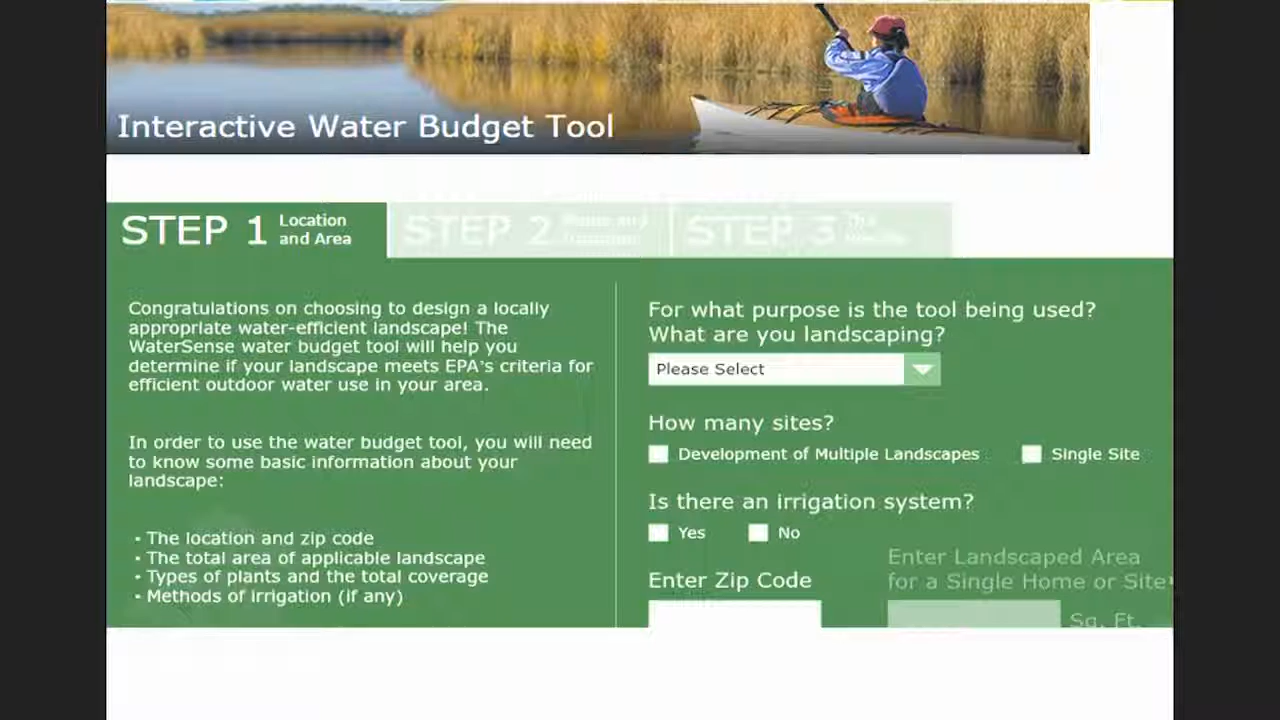 Interactive Water Budget Tool
STEP 1 Location
and Area
STEP 2
STEP 3 The
Congratulations on choosing to design a locally
appropriate water-efficient landscape! The
WaterSense water budget tool will help you
determine if your landscape meets EPA's criteria for
efficient outdoor water use in your area.
In order to use the water budget tool, you will need
to know some basic information about your
landscape:
• The location and zip code
• The total area of applicable landscape
• Types of plants and the total coverage
• Methods of irrigation (if any)
For what purpose is the tool being used?
What are you landscaping?
Please Select
How many sites?
Development of Multiple Landscapes
Single Site
Is there an irrigation system?
Yes
No
Enter Zip Code
Enter Landscaped Area
for a Single Home or Site
Sq. Ft.